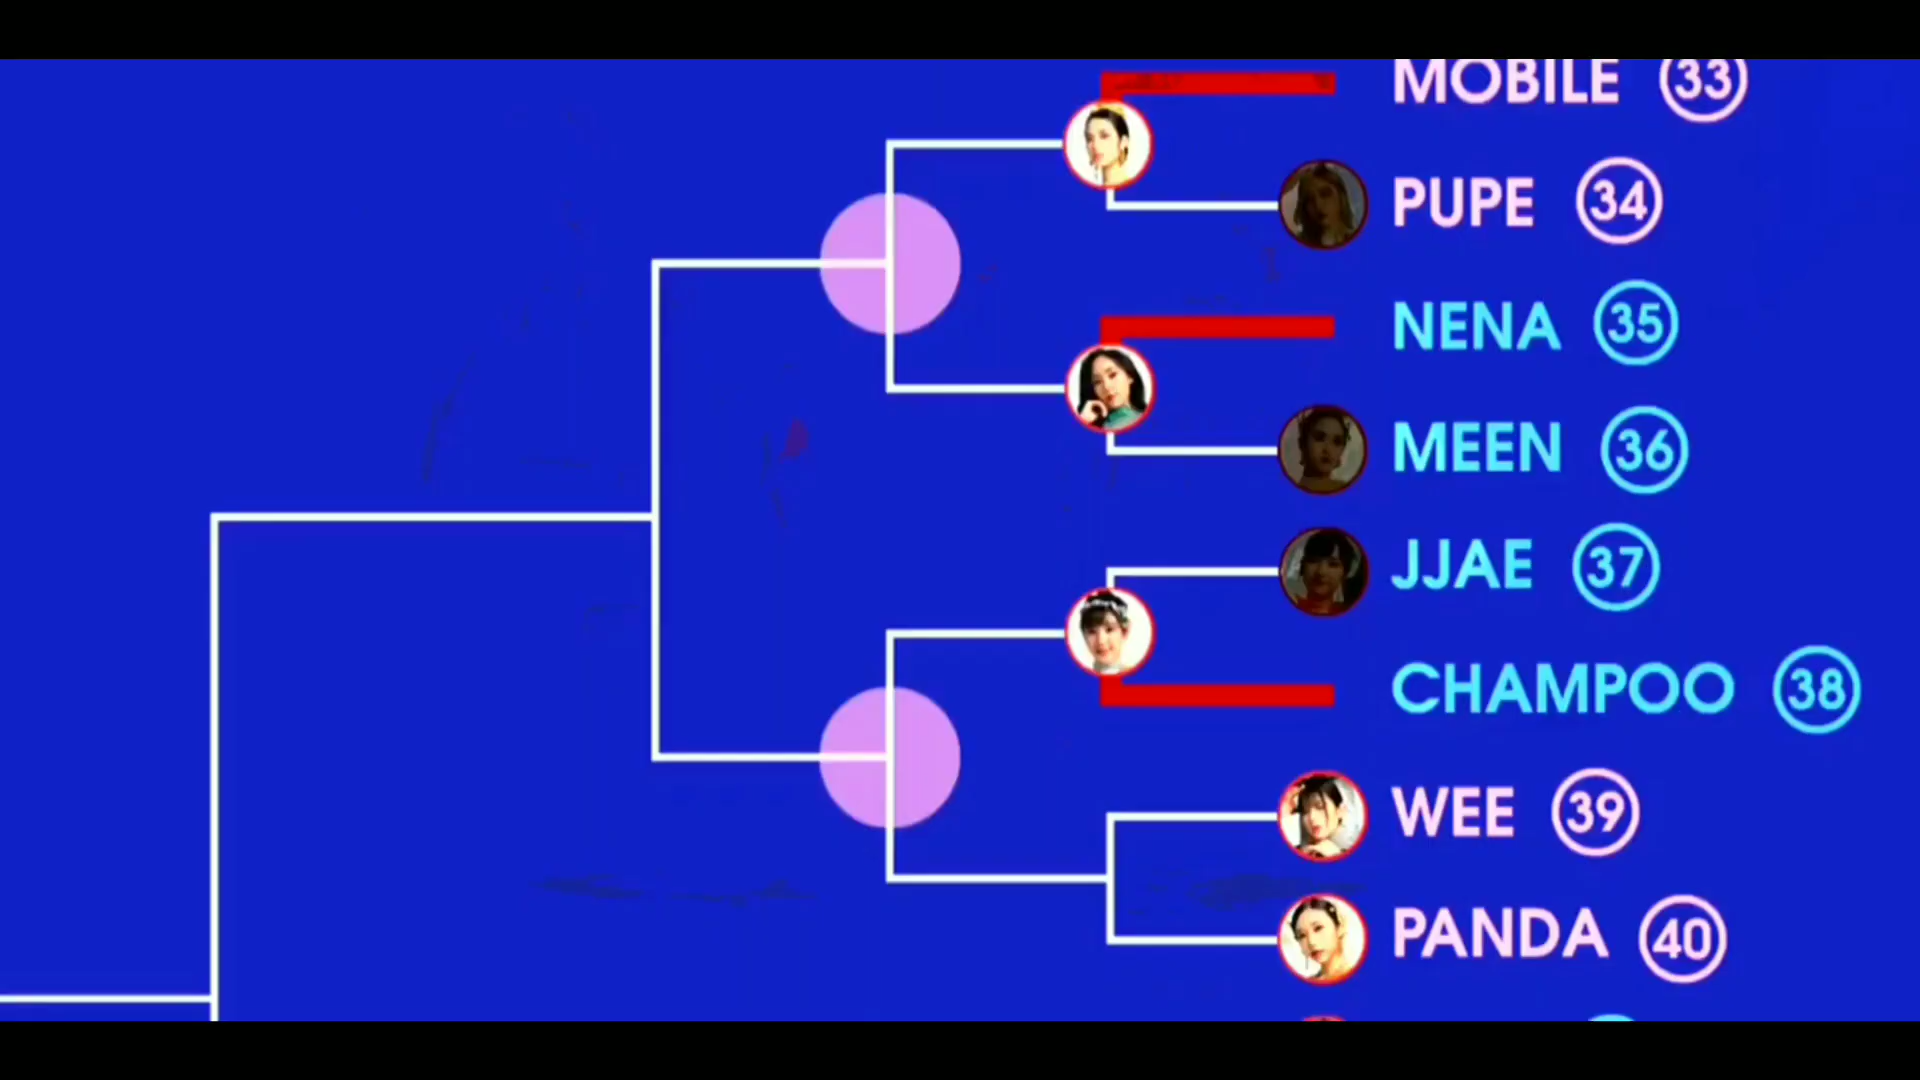 MOBILE 33
PUPE 34
NENA 35
MEEN 36
JJAE 37
CHAMPOO 38
WEE 39
PANDA 40